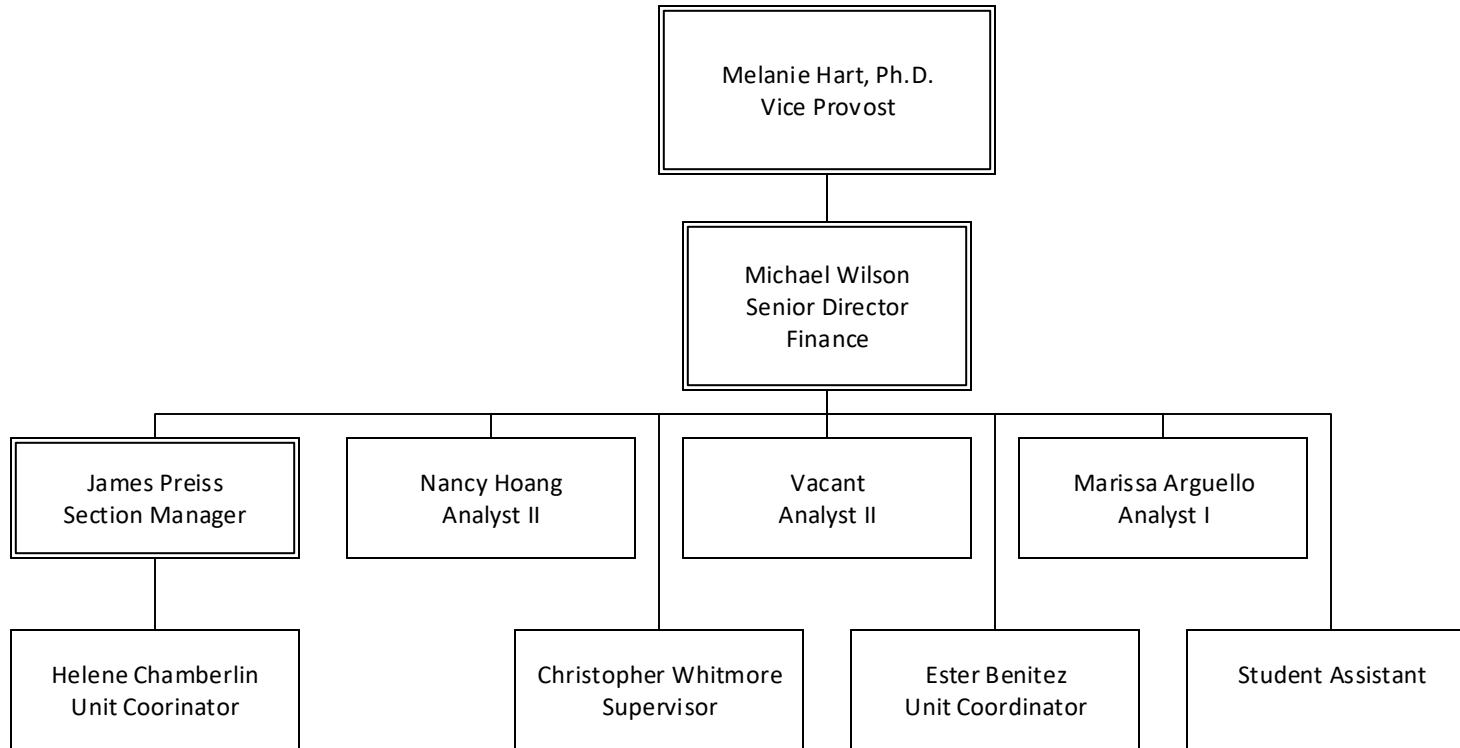 Melanie Hart, Ph.D.
Vice Provost
Michael Wilson
Senior Director
Finance
James Preiss
Section Manager
Nancy Hoang
Analyst II
Vacant
Analyst II
Marissa Arguello
Analyst I
Helene Chamberlin
Unit Coorinator
Christopher Whitmore
Supervisor
Ester Benitez
Unit Coordinator
Student Assistant